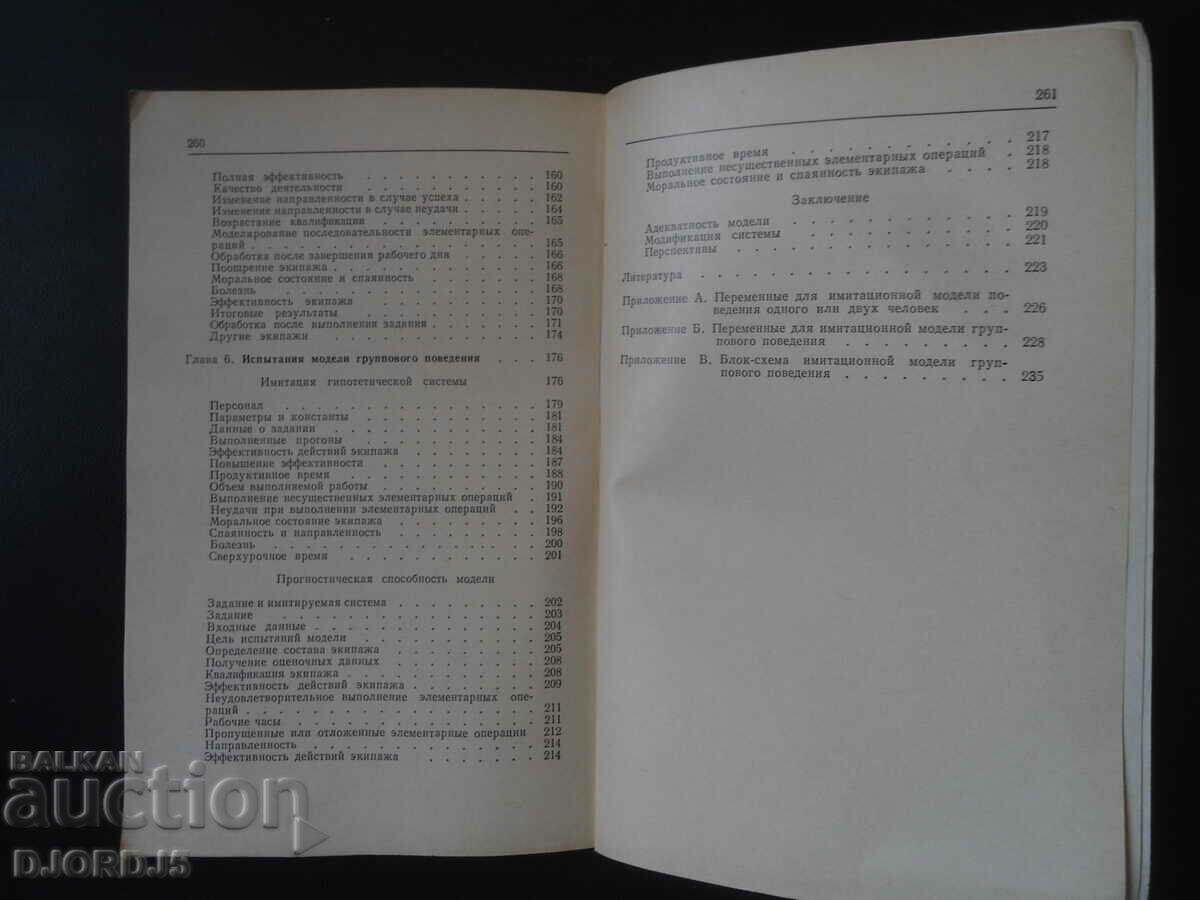 260
Полная эффективность . . . . . . . . . . 160
Качество деятельности . . . . . . . . . . 160
Изменение направленности в случае успеха . 162
Изменение направленности в случае неудачи . . 164
Возрастание квалификации . . . . . . . . 165
Моделирование последовательности элементарных опе-
раций . . . . . . . . . . . . . . . . 165
Обработка после завершения рабочего дня . . . 166
Поощрение экипажа . . . . . . . . . . . 166
Моральное состояние и спаянность . . . . . 168
Болезнь . . . . . . . . . . . . . . . 168
Эффективность экипажа . . . . . . . . . 170
Итоговые результаты . . . . . . . . . . 170
Обработка после выполнения задания . . . . . 171
Другие экипажи . . . . . . . . . . . . 174
Глава 6. Испытания модели группового поведения . . . 176
Имитация гипотетической системы 176
Персонал . . . . . . . . . . . . . . 179
Параметры и константы . . . . . . . . . 181
Данные о задании . . . . . . . . . . . 181
Выполненные прогоны . . . . . . . . . . 184
Эффективность действий экипажа . . . . . . 184
Повышение эффективности . . . . . . . . 187
Продуктивное время . . . . . . . . . . 188
Объем выполняемой работы . . . . . . . . 190
Выполнение несущественных элементарных операций . 191
Неудачи при выполнении элементарных операций . . 192
Моральное состояние экипажа . . . . . . . 196
Спаянность и направленность . . . . . . . 198
Болезнь . . . . . . . . . . . . . . 200
Сверхурочное время . . . . . . . . . . 201
Прогностическая способность модели
Задание и имитируемая система . . . . . . . 202
Задание . . . . . . . . . . . . . . 203
Входные данные . . . . . . . . . . . . 204
Цель испытаний модели . . . . . . . . . 205
Определение состава экипажа . . . . . . . 205
Получение оценочных данных . . . . . . . 208
Квалификация экипажа . . . . . . . . . 208
Эффективность действий экипажа . . . . . . 209
Неудовлетворительное выполнение элементарных опе-
раций . . . . . . . . . . . . . . . 211
Рабочие часы . . . . . . . . . . . . 211
Пропущенные или отложенные элементарные операции 212
Направленность . . . . . . . . . . . . 214
Эффективность действий экипажа . . . . . . 214
261
Продуктивное время . . . . . . . . . . 217
Выполнение несущественных элементарных операций . 218
Моральное состояние и спаянность экипажа . . . . 218
Заключение
Адекватность модели . . . . . . . . . . 219
Модификация системы . . . . . . . . . . 220
Перспективы . . . . . . . . . . . . . 221
Литература . . . . . . . . . . . . . . . 223
Приложение А. Переменные для имитационной модели по-
ведения одного или двух человек . . . 226
Приложение Б. Переменные для имитационной модели груп-
пового поведения . . . . . . . . 228
Приложение В. Блок-схема имитационной модели груп-
пового поведения . . . . . . . . 235
BALKAN
auction
DJORDJ5